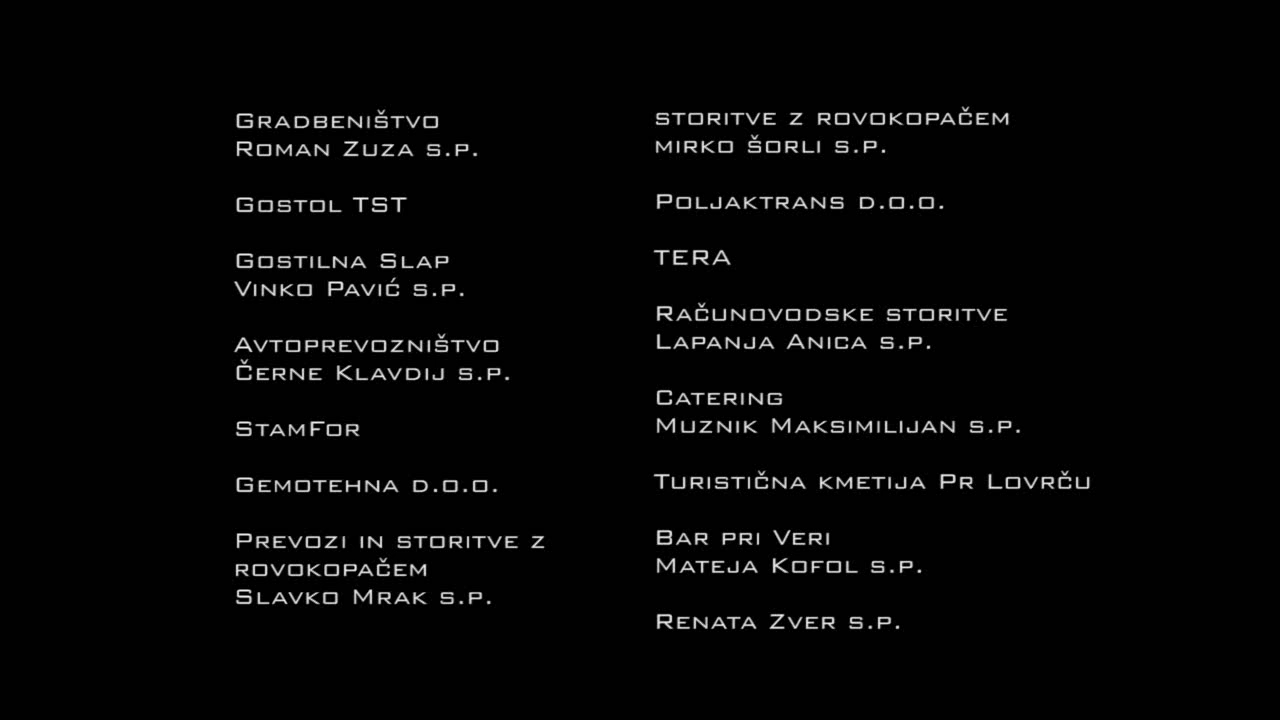 Gradbeništvo
Roman Zuza s.p.
Gostol TST
Gostilna Slap
Vinko Pavić s.p.
Avtoprevozništvo
Černe Klavdij s.p.
StamFor
Gemotehna d.o.o.
Prevozi in storitve z
rovokopačem
Slavko Mrak s.p.
storitve z rovokopačem
mirko šorli s.p.
Poljaktrans d.o.o.
TERA
Računovodske storitve
Lapanja Anica s.p.
Catering
Muznik Maksimilijan s.p.
Turistična kmetija Pr Lovrču
Bar pri Veri
Mateja Kofol s.p.
Renata Zver s.p.